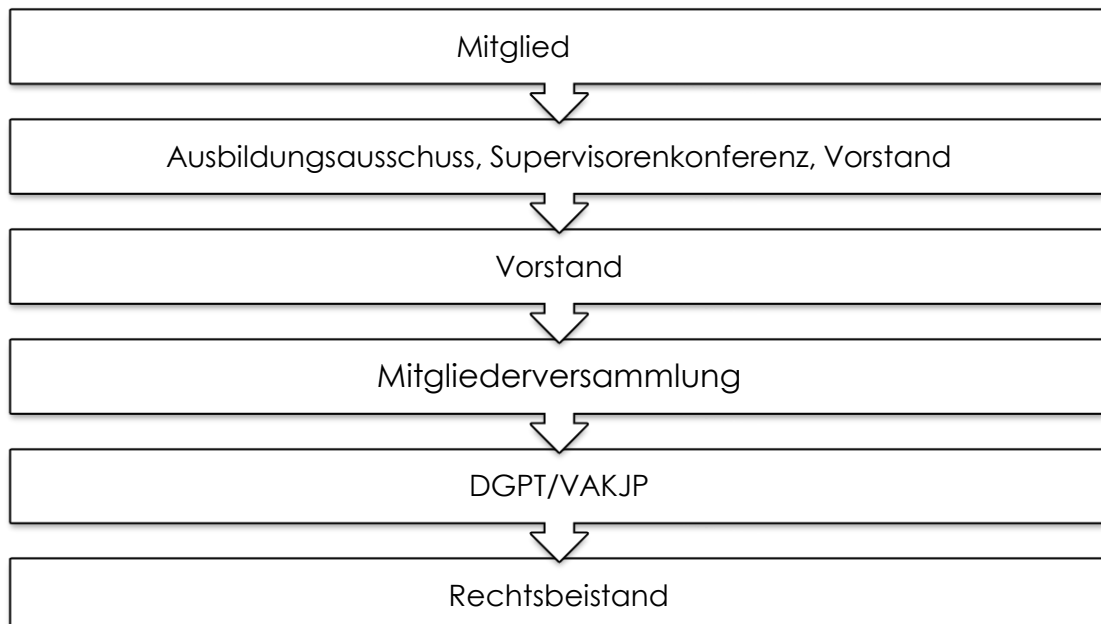 Mitglied
Ausbildungsausschuss, Supervisorenkonferenz, Vorstand
Vorstand
Mitgliederversammlung
DGPT/VAKJP
Rechtsbeistand